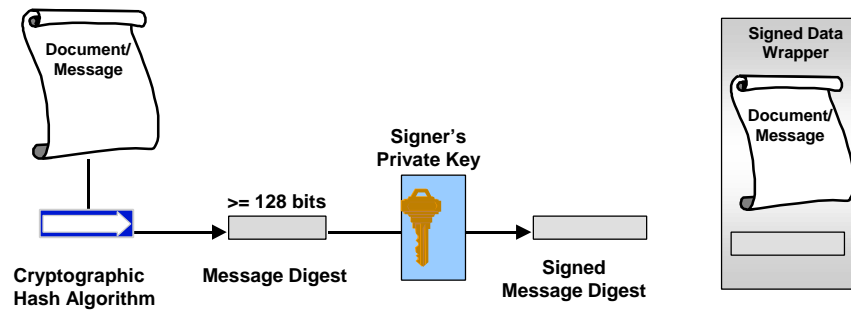 Document/
Message
Cryptographic
Hash Algorithm
>= 128 bits
Message Digest
Signer's
Private Key
Signed
Message Digest
Signed Data
Wrapper
Document/
Message